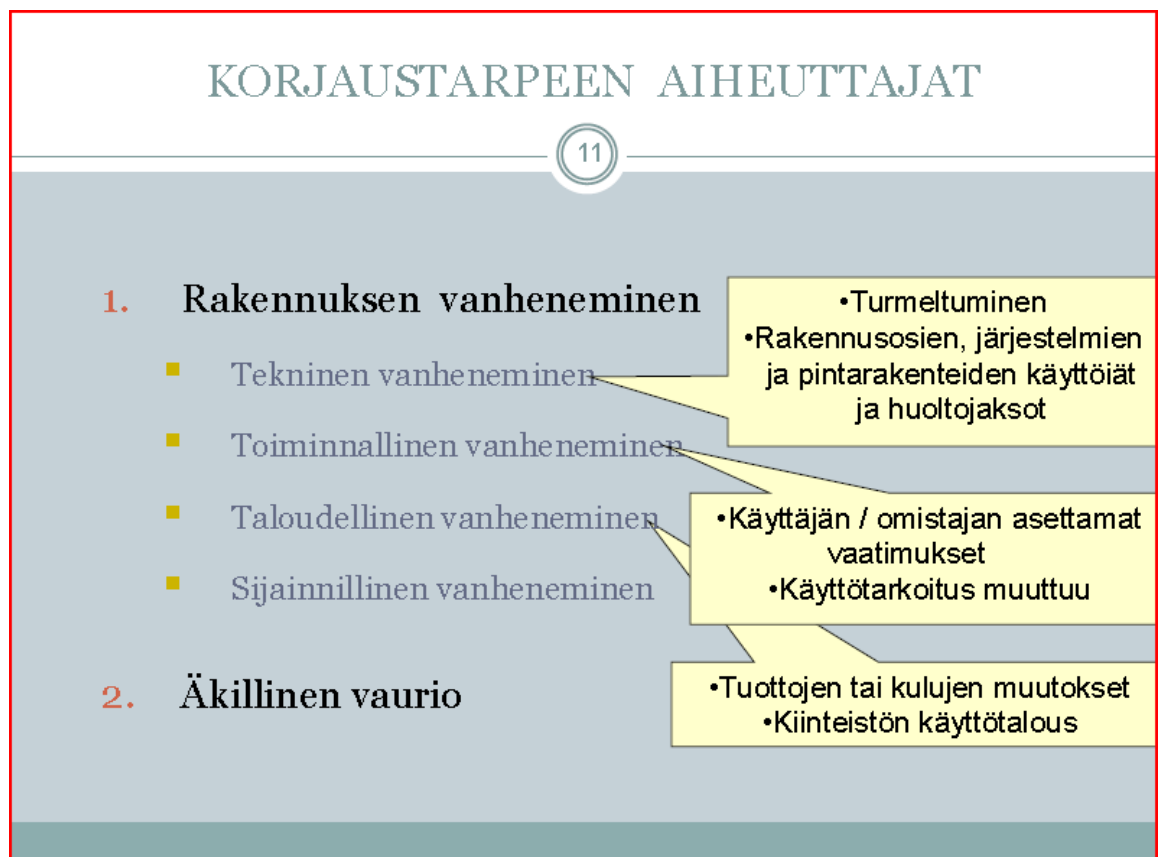 KORJAUSTARPEEN AIHEUTTAJAT
11
1. Rakennuksen vanheneminen
▪ Tekninen vanheneminen
▪ Toiminnallinen vanheneminen
▪ Taloudellinen vanheneminen
▪ Sijainnillinen vanheneminen
2. Äkillinen vaurio
•Turmeltuminen
•Rakennusosien, järjestelmien
ja pintarakenteiden käyttöiät
ja huoltojaksot
•Käyttäjän / omistajan asettamat
vaatimukset
•Käyttötarkoitus muuttuu
•Tuottojen tai kulujen muutokset
•Kiinteistön käyttötalous